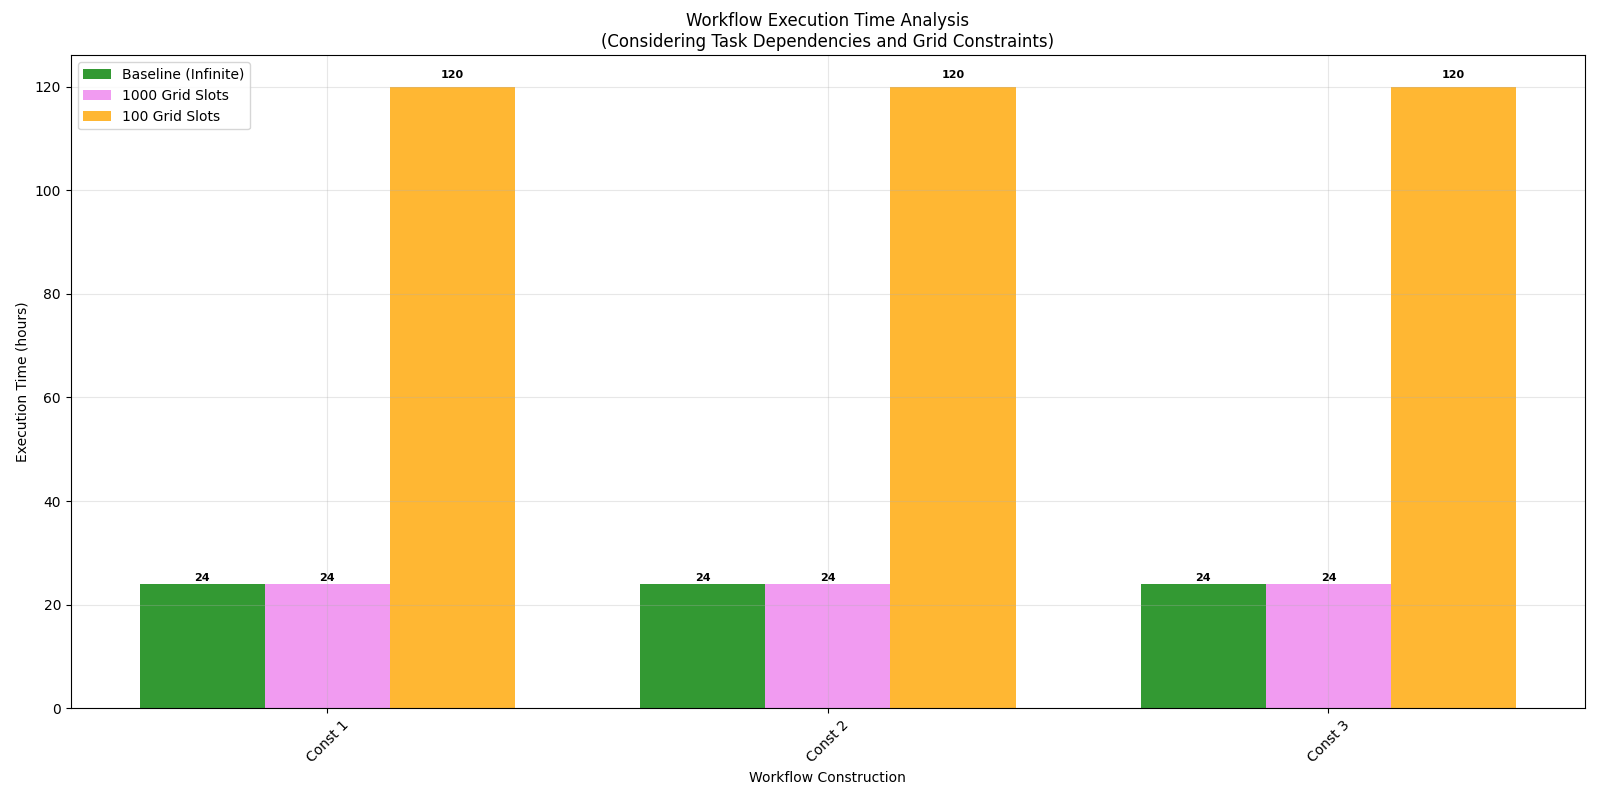 Workflow Execution Time Analysis
(Considering Task Dependencies and Grid Constraints)
Baseline (Infinite)
1000 Grid Slots
100 Grid Slots
Execution Time (hours)
120
100
80
60
40
20
0
24
24
120
24
24
120
24
24
120
Const 1
Const 2
Const 3
Workflow Construction